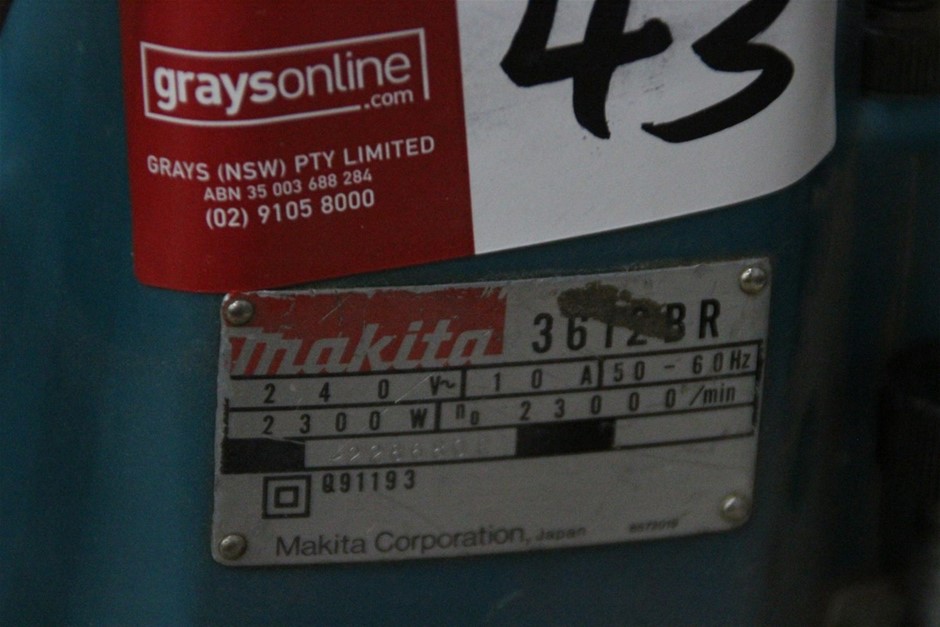 graysonline
.com
GRAYS (NSW) PTY LIMITED
ABN 35 003 688 284
(02) 9105 8000
43
makita 3612BR
240 V~ 10 A 50-60Hz
2300 W n0 23000/min
Q91193
Makita Corporation, Japan